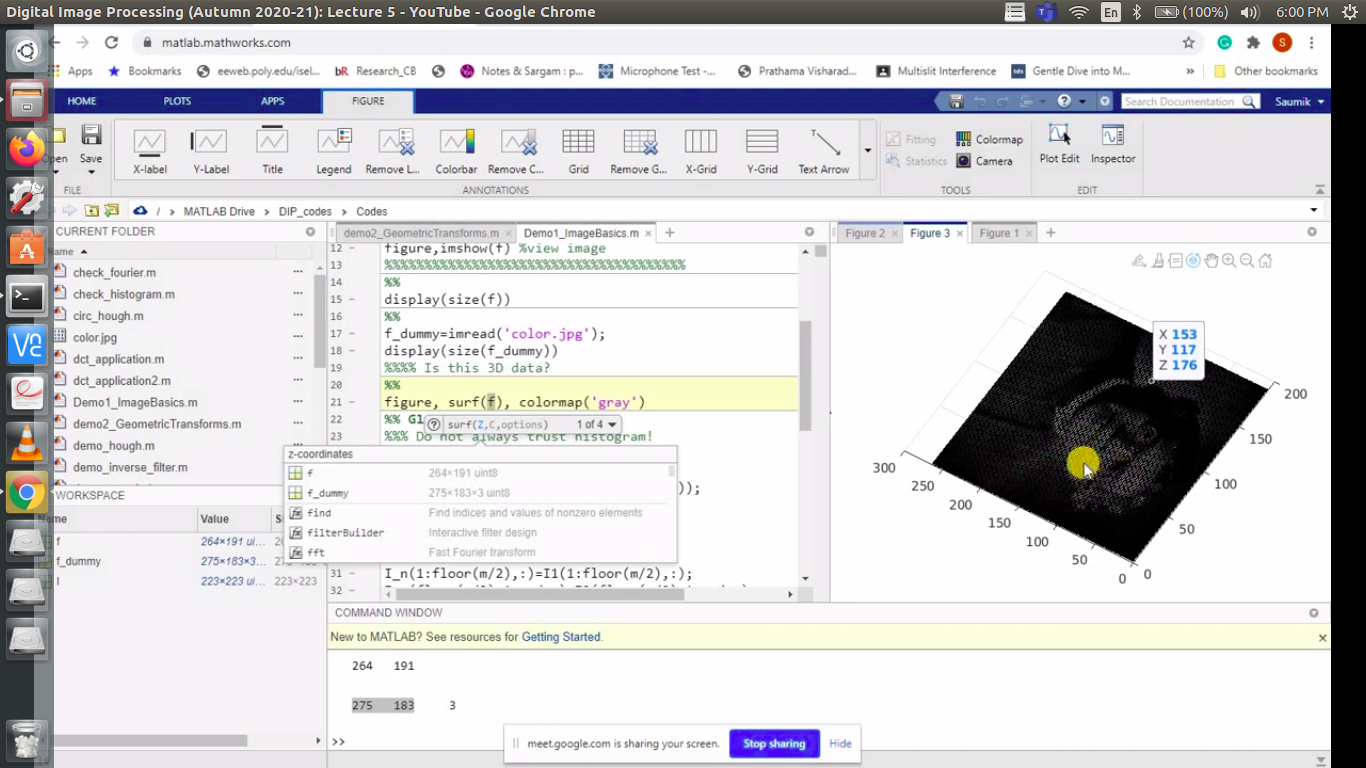 Digital Image Processing (Autumn 2020-21): Lecture 5 - YouTube - Google Chrome
En (100%) 6:00 PM
matlab.mathworks.com S
Apps Bookmarks eeweb.poly.edu/isel... bR Research_CB Notes & Sargam : p... Microphone Test -... Prathama Visharad... Multislit Interference Gentle Dive into M... » Other bookmarks
HOME PLOTS APPS FIGURE Search Documentation Saumik
Fitting Colormap
Statistics Camera
Save X-label Y-Label Title Legend Remove L... Colorbar Remove C... Grid Remove G... X-Grid Y-Grid Text Arrow Plot Edit Inspector
FILE ANNOTATIONS TOOLS EDIT
/ MATLAB Drive DIP_codes Codes
CURRENT FOLDER
check_fourier.m
check_histogram.m
circ_hough.m
color.jpg
dct_application.m
dct_application2.m
Demo1_ImageBasics.m
demo2_GeometricTransforms.m
demo_hough.m
demo_inverse_filter.m
WORKSPACE
Value
f 264×191 ui...
f_dummy 275×183×3...
I 223×223 ui... 223×223
demo2_GeometricTransforms.m Demo1_ImageBasics.m
12 figure,imshow(f) %view image
13 %%%%%%%%%%%%%%%%%%%%%%%%%%%%%%%%%%%%%%
14 %%
15 display(size(f))
16 %%
17 f_dummy=imread('color.jpg');
18 display(size(f_dummy))
19 %%%% Is this 3D data?
20 %%
21 figure, surf(f), colormap('gray')
22 %%
surf(Z,C,options) 1 of 4
23 %%% Do not always trust histogram!
z-coordinates
f 264×191 uint8
f_dummy 275×183×3 uint8
find Find indices and values of nonzero elements
filterBuilder Interactive filter design
fft Fast Fourier transform
));
31 I_n(1:floor(m/2),:)=I1(1:floor(m/2),:);
32
Figure 2 Figure 3 Figure 1
X 153
Y 117
Z 176
200
150
100
50
0
300
250
200
150
100
50
0
COMMAND WINDOW
New to MATLAB? See resources for Getting Started.
264 191
275 183 3
>>
meet.google.com is sharing your screen. Stop sharing Hide